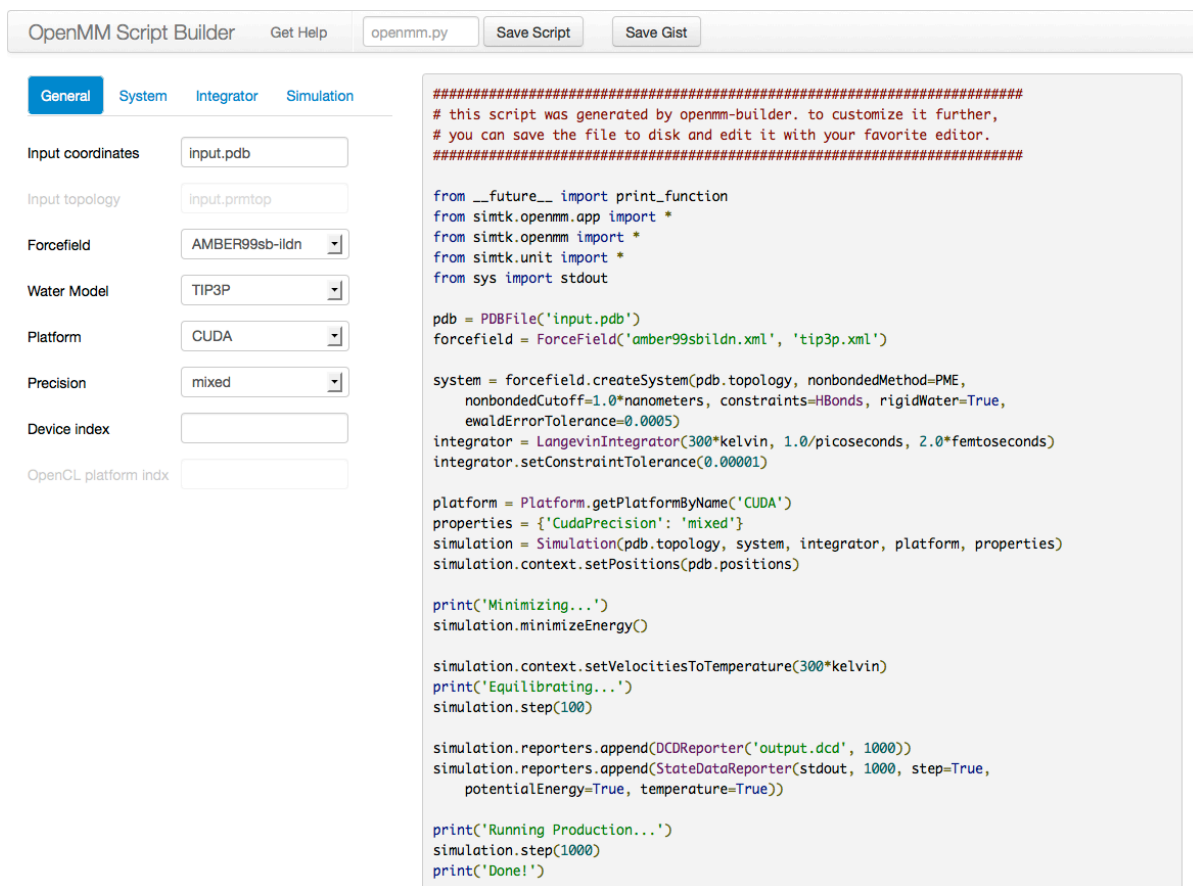 OpenMM Script Builder Get Help openmm.py Save Script Save Gist
General System Integrator Simulation
Input coordinates input.pdb
Input topology input.prmtop
Forcefield AMBER99sb-ildn
Water Model TIP3P
Platform CUDA
Precision mixed
Device index
OpenCL platform indx
##########################################################################
# this script was generated by openmm-builder. to customize it further,
# you can save the file to disk and edit it with your favorite editor.
##########################################################################
from __future__ import print_function
from simtk.openmm.app import *
from simtk.openmm import *
from simtk.unit import *
from sys import stdout
pdb = PDBFile('input.pdb')
forcefield = ForceField('amber99sbildn.xml', 'tip3p.xml')
system = forcefield.createSystem(pdb.topology, nonbondedMethod=PME,
    nonbondedCutoff=1.0*nanometers, constraints=HBonds, rigidWater=True,
    ewaldErrorTolerance=0.0005)
integrator = LangevinIntegrator(300*kelvin, 1.0/picoseconds, 2.0*femtoseconds)
integrator.setConstraintTolerance(0.00001)
platform = Platform.getPlatformByName('CUDA')
properties = {'CudaPrecision': 'mixed'}
simulation = Simulation(pdb.topology, system, integrator, platform, properties)
simulation.context.setPositions(pdb.positions)
print('Minimizing...')
simulation.minimizeEnergy()
simulation.context.setVelocitiesToTemperature(300*kelvin)
print('Equilibrating...')
simulation.step(100)
simulation.reporters.append(DCDReporter('output.dcd', 1000))
simulation.reporters.append(StateDataReporter(stdout, 1000, step=True,
    potentialEnergy=True, temperature=True))
print('Running Production...')
simulation.step(1000)
print('Done!')